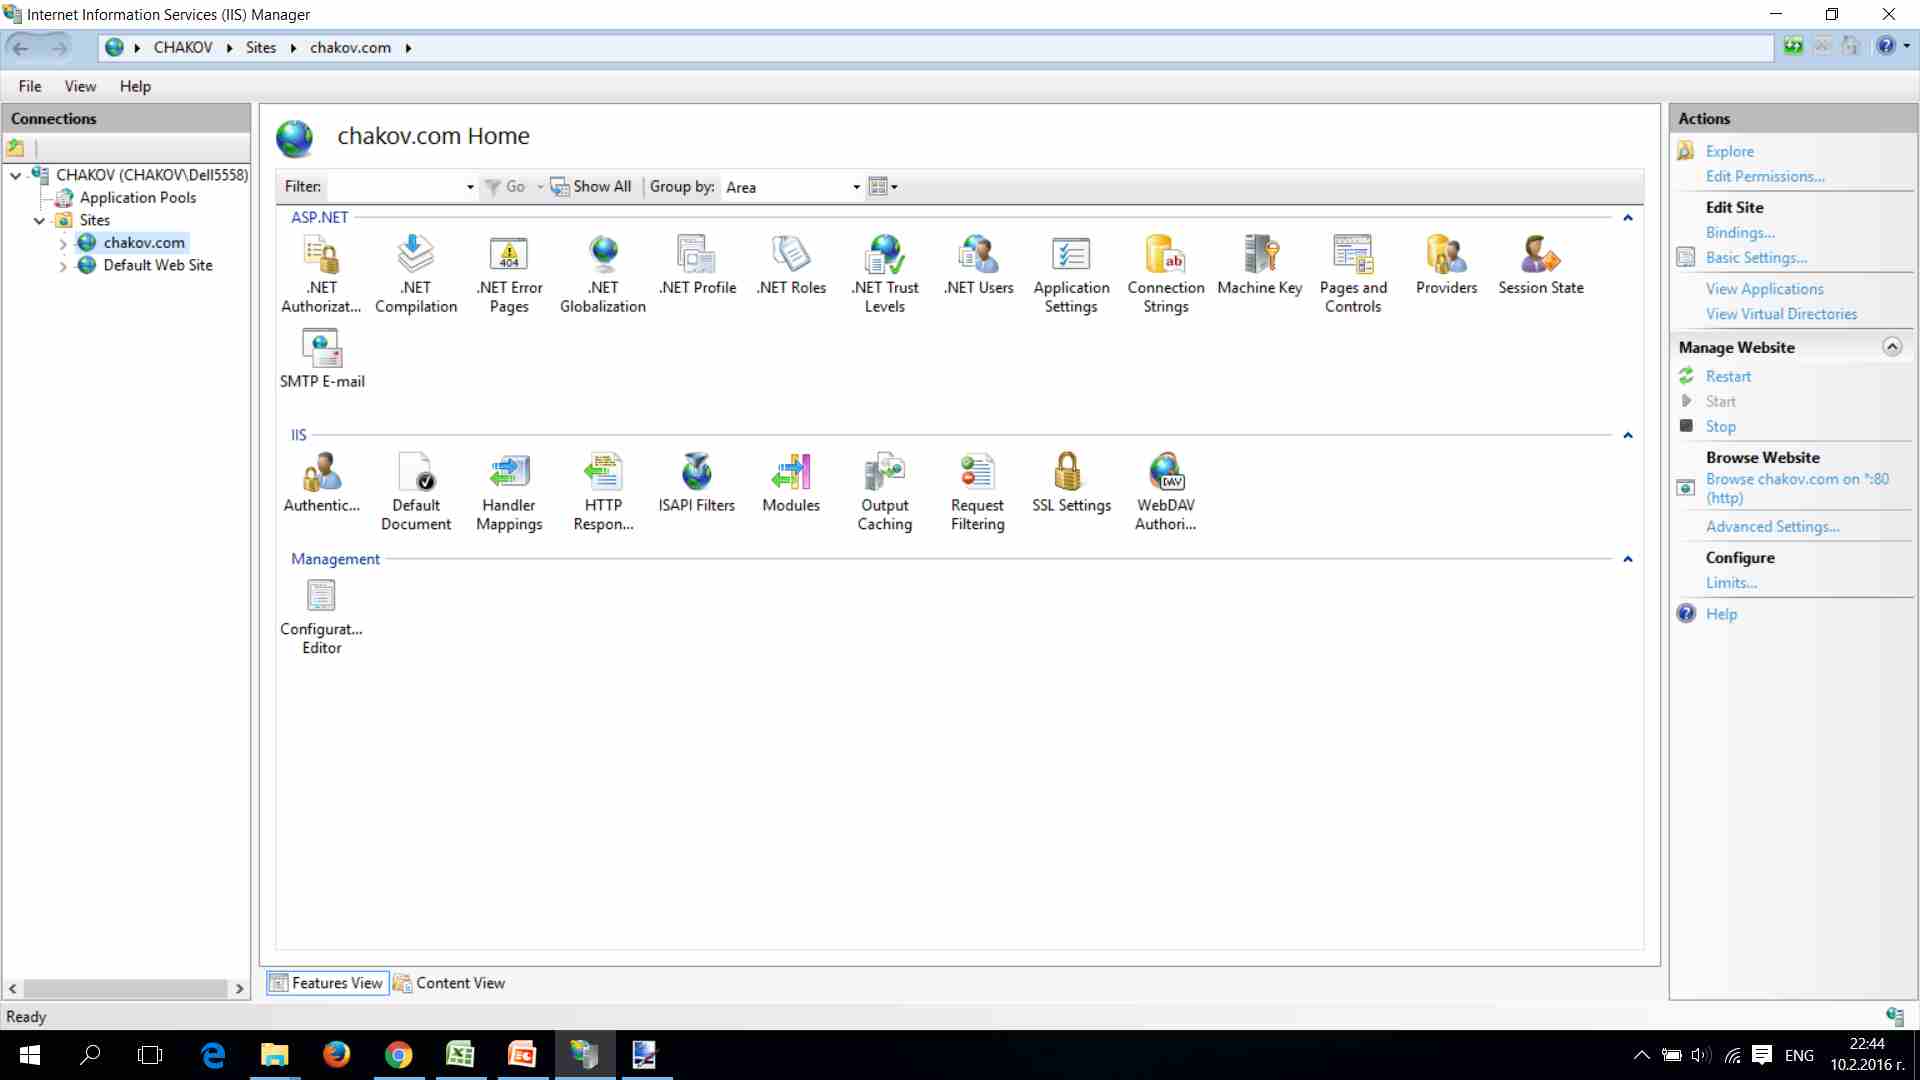 Internet Information Services (IIS) Manager
CHAKOV
Sites
chakov.com
File
View
Help
Connections
CHAKOV (CHAKOV\Dell5558)
Application Pools
Sites
chakov.com
Default Web Site
chakov.com Home
Filter:
Go
Show All
Group by:
Area
ASP.NET
.NET
Authorizat...
.NET
Compilation
.NET Error
Pages
.NET
Globalization
.NET Profile
.NET Roles
.NET Trust
Levels
.NET Users
Application
Settings
Connection
Strings
Machine Key
Pages and
Controls
Providers
Session State
SMTP E-mail
IIS
Authentic...
Default
Document
Handler
Mappings
HTTP
Respon...
ISAPI Filters
Modules
Output
Caching
Request
Filtering
SSL Settings
WebDAV
Authori...
Management
Configurat...
Editor
Features View
Content View
Actions
Explore
Edit Permissions...
Edit Site
Bindings...
Basic Settings...
View Applications
View Virtual Directories
Manage Website
Restart
Start
Stop
Browse Website
Browse chakov.com on *:80
(http)
Advanced Settings...
Configure
Limits...
Help
Ready
ENG
22:44
10.2.2016 г.